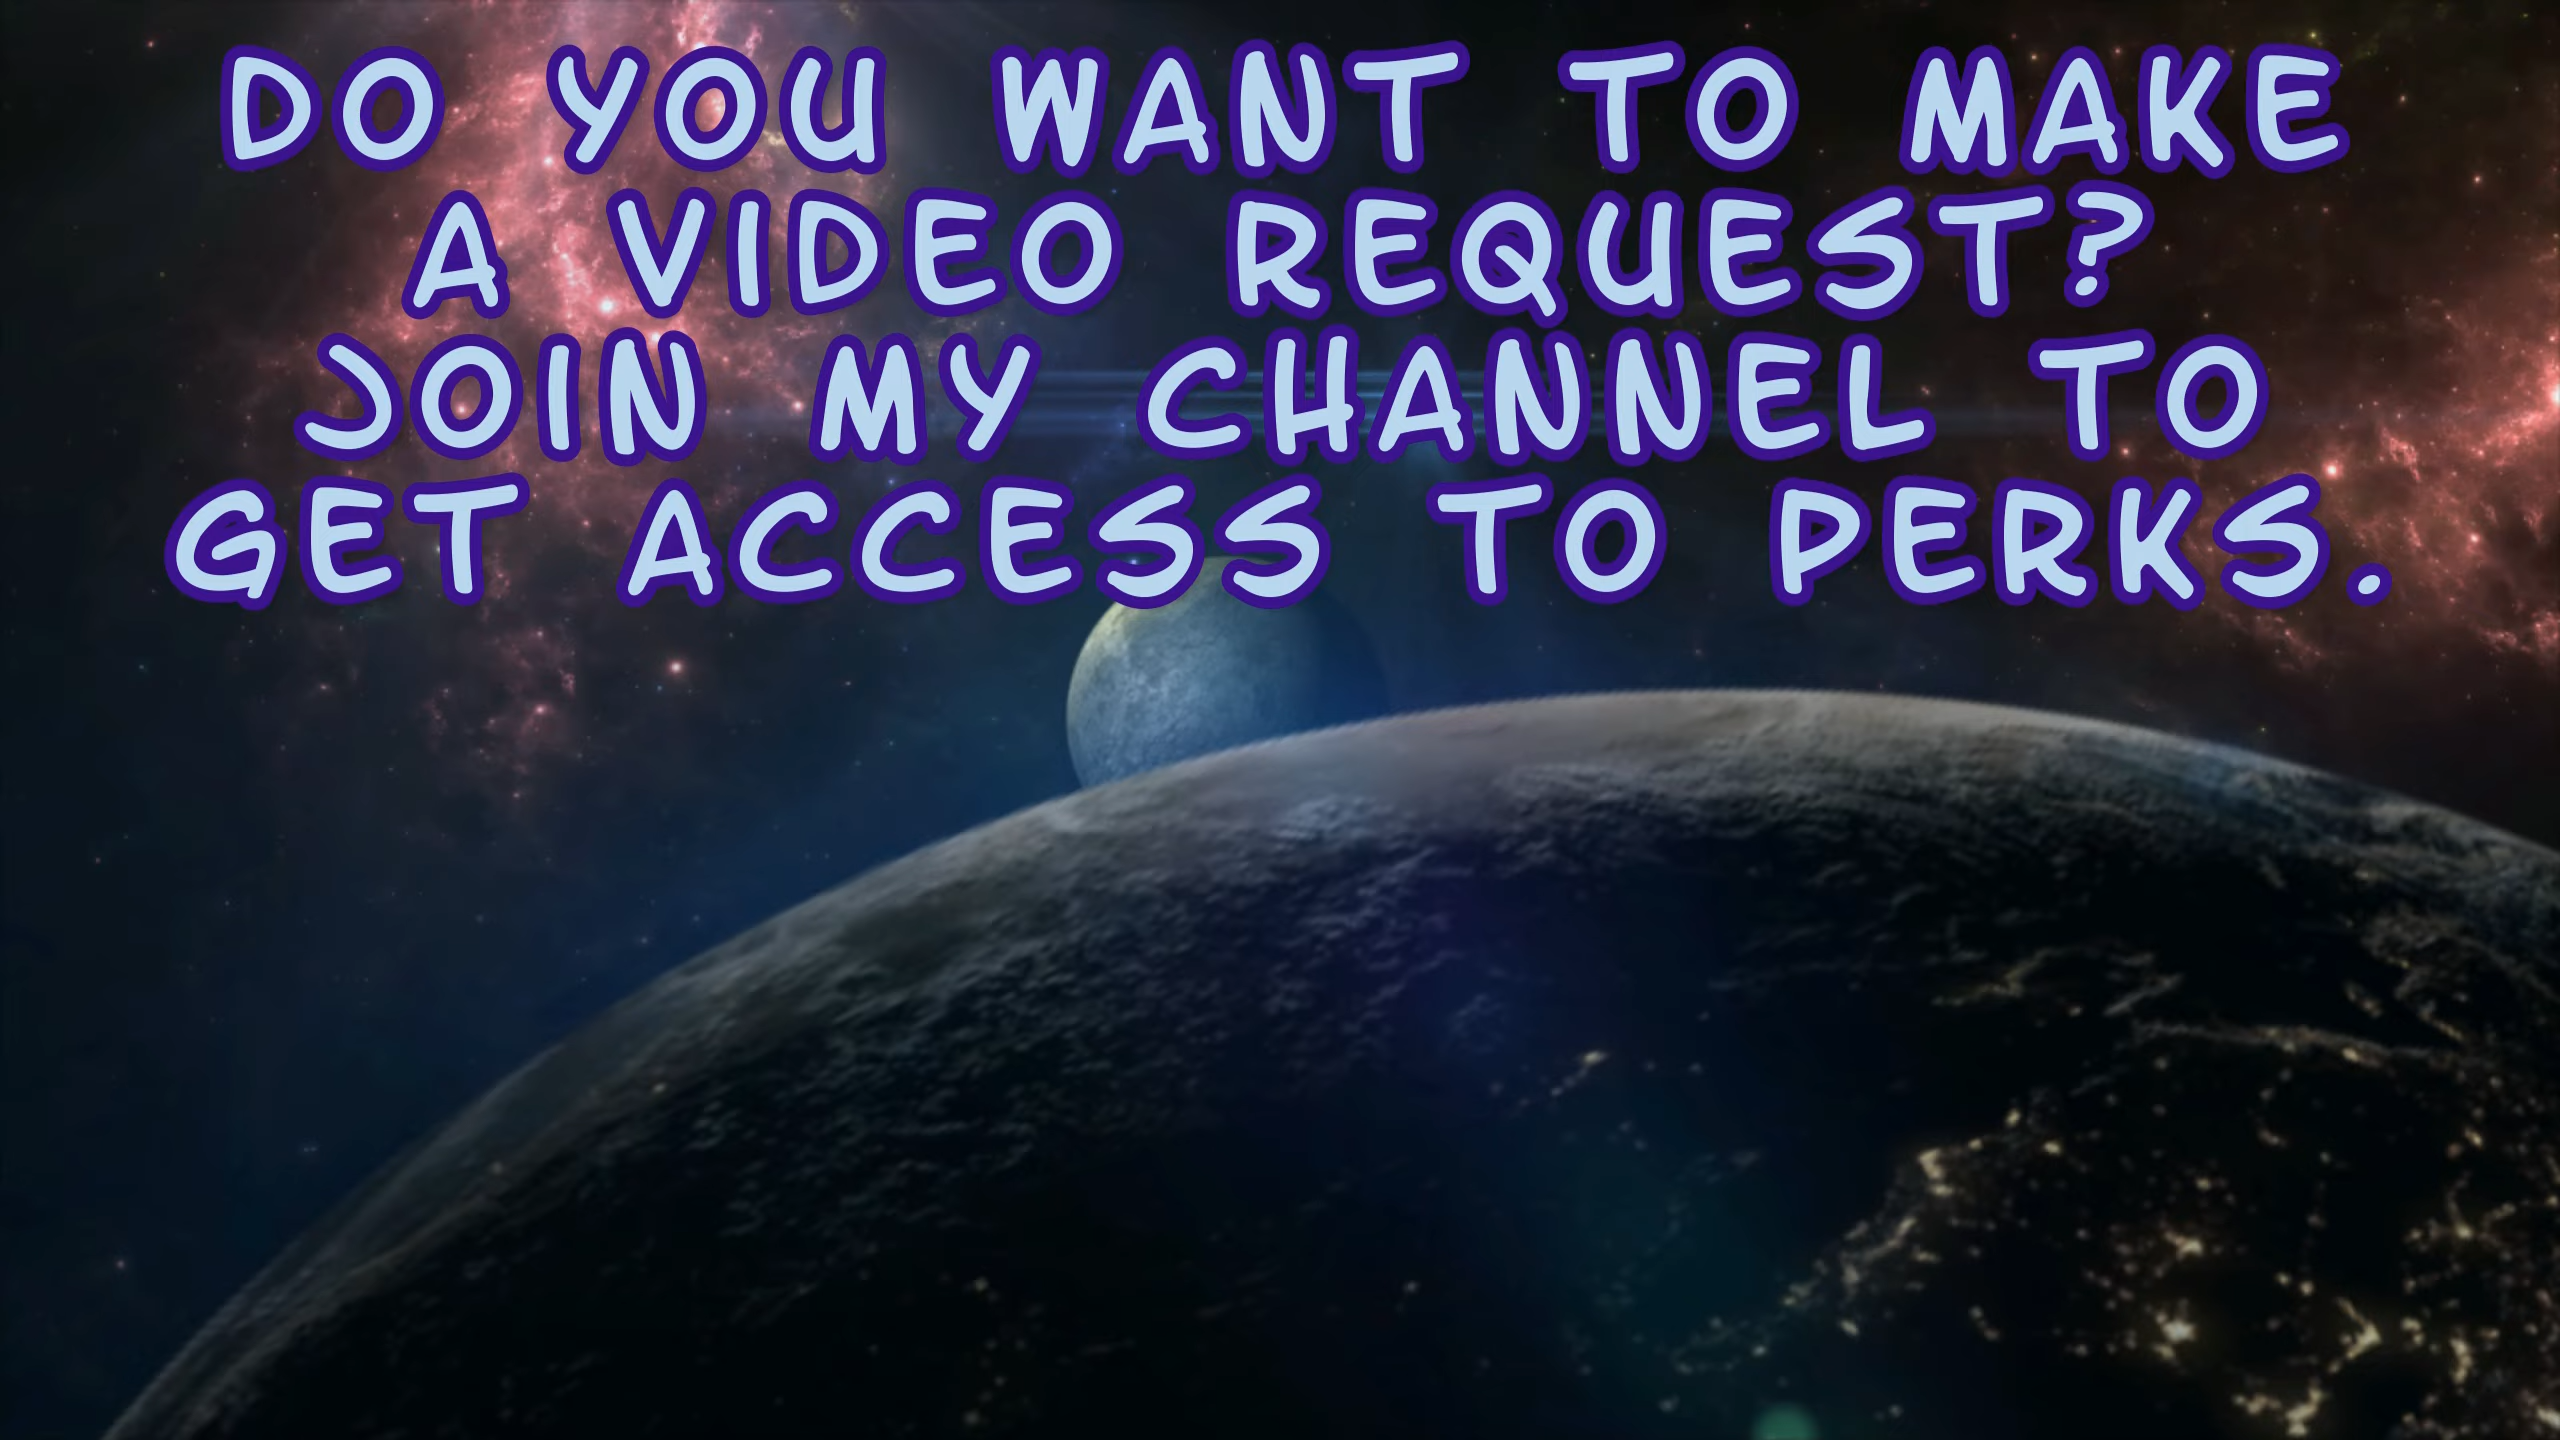 DO YOU WANT TO MAKE
A VIDEO REQUEST?
JOIN MY CHANNEL TO
GET ACCESS TO PERKS.